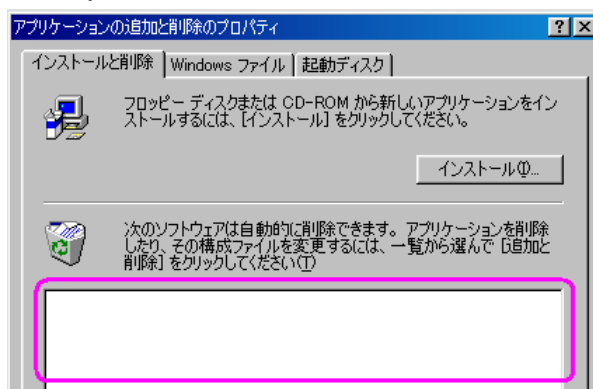 アプリケーションの追加と削除のプロパティ
インストールと削除 Windows ファイル 起動ディスク
フロッピー ディスクまたは CD-ROM から新しいアプリケーションをイン
ストールするには、[インストール] をクリックしてください。
インストール(I)...
次のソフトウェアは自動的に削除できます。アプリケーションを削除
したり、その構成ファイルを変更するには、一覧から選んで [追加と
削除] をクリックしてください(T)